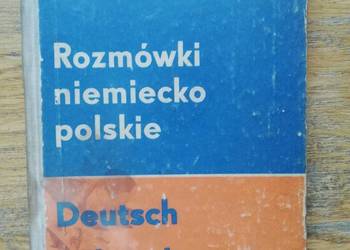 Rozmówki
niemiecko
polskie
Deutsch